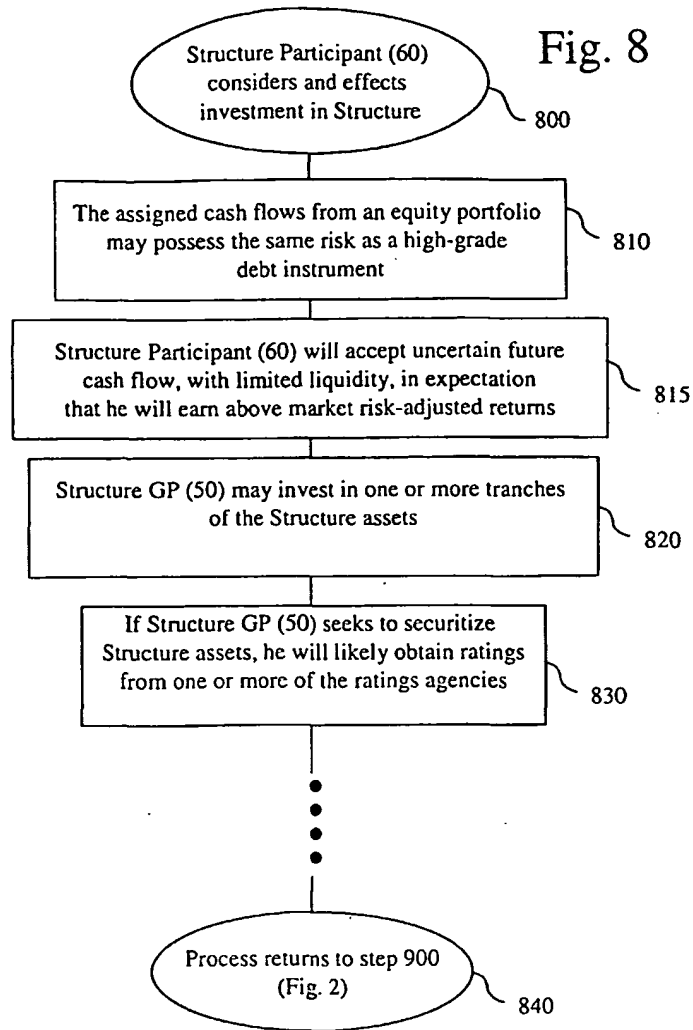 Fig. 8
Structure Participant (60)
considers and effects
investment in Structure
800
The assigned cash flows from an equity portfolio
may possess the same risk as a high-grade
debt instrument
810
Structure Participant (60) will accept uncertain future
cash flow, with limited liquidity, in expectation
that he will earn above market risk-adjusted returns
815
Structure GP (50) may invest in one or more tranches
of the Structure assets
820
If Structure GP (50) seeks to securitize
Structure assets, he will likely obtain ratings
from one or more of the ratings agencies
830
Process returns to step 900
(Fig. 2)
840